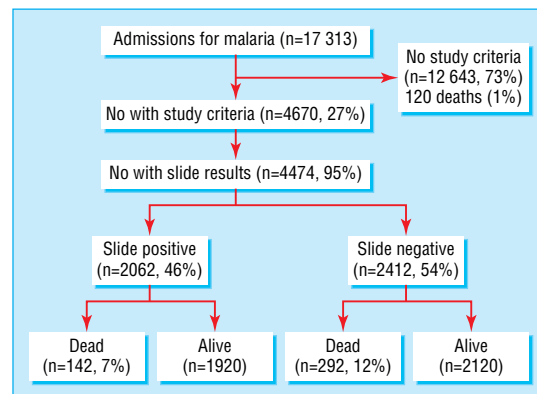 Admissions for malaria (n=17 313)
No study criteria
(n=12 643, 73%)
120 deaths (1%)
No with study criteria (n=4670, 27%)
No with slide results (n=4474, 95%)
Slide positive
(n=2062, 46%)
Slide negative
(n=2412, 54%)
Dead
(n=142, 7%)
Alive
(n=1920)
Dead
(n=292, 12%)
Alive
(n=2120)